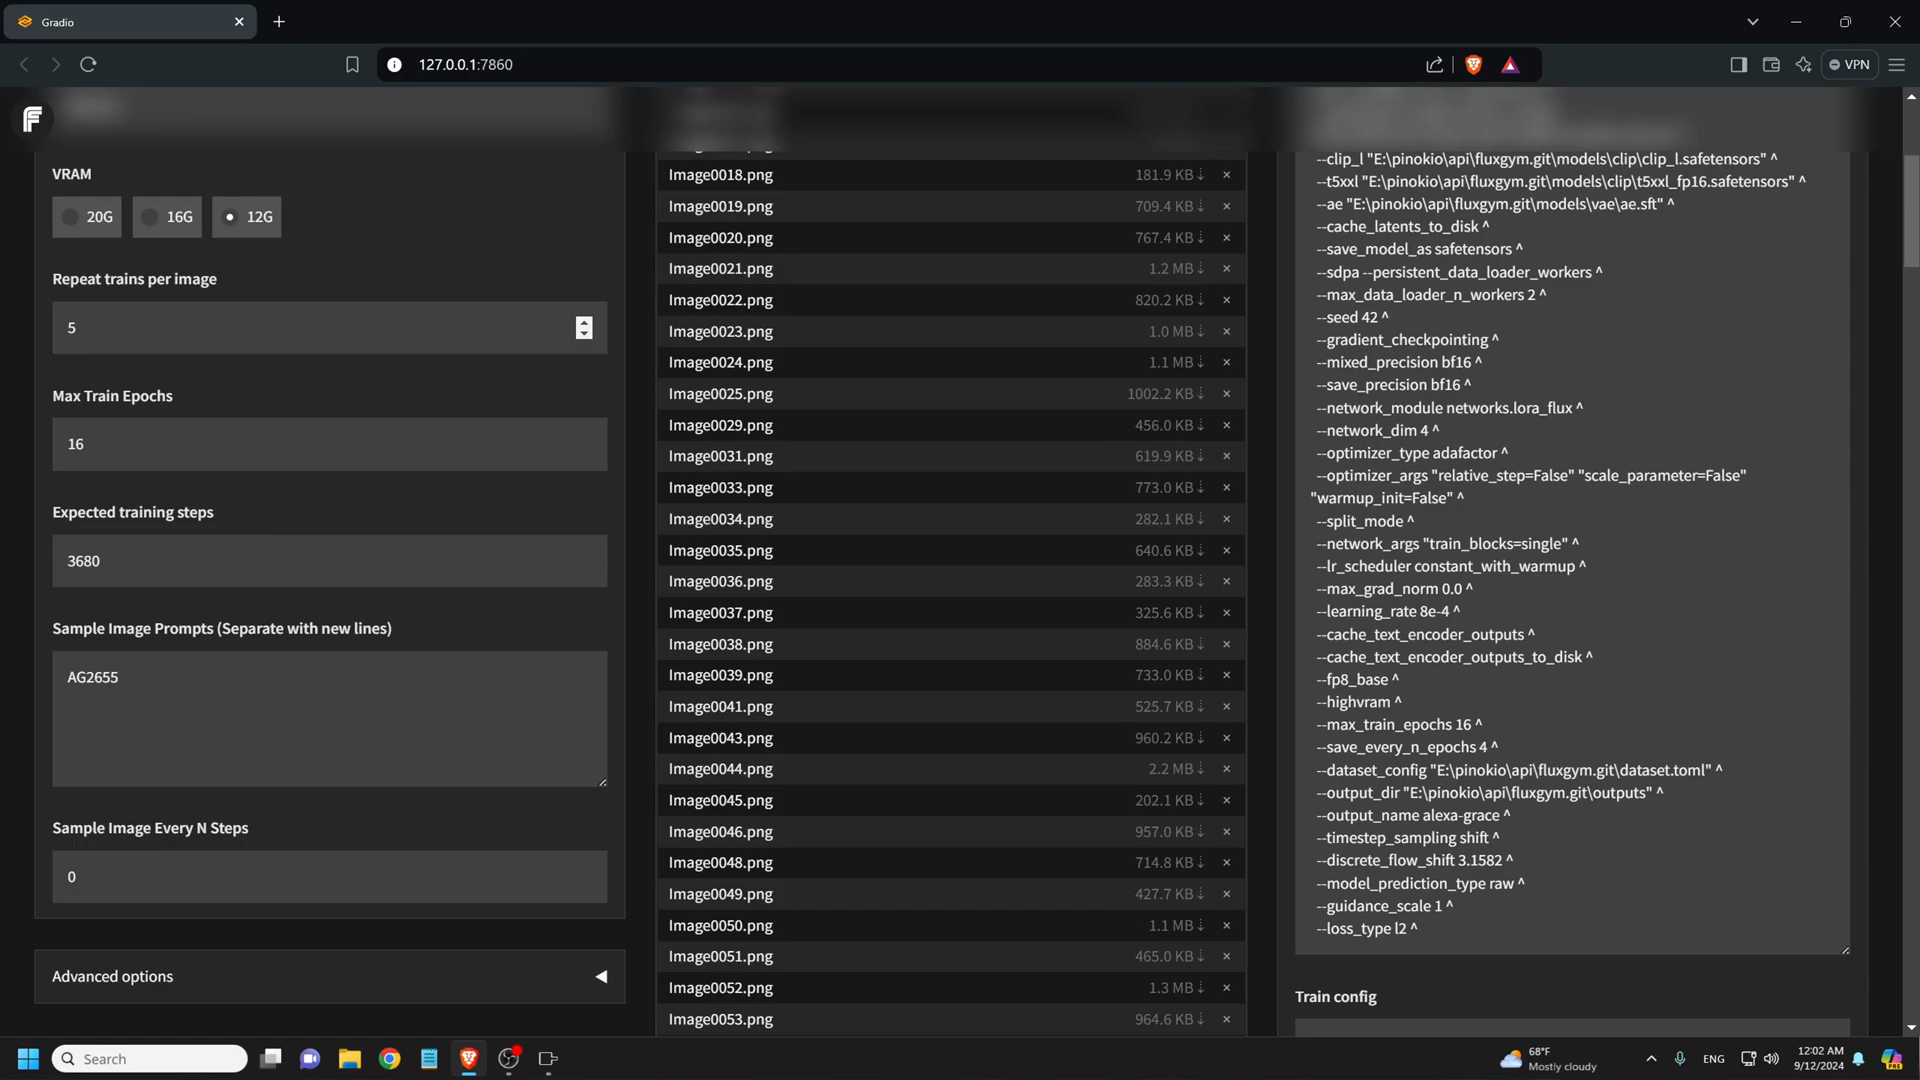 Gradio
127.0.0.1:7860
VPN
VRAM
20G
16G
12G
Repeat trains per image
5
Max Train Epochs
16
Expected training steps
3680
Sample Image Prompts (Separate with new lines)
AG2655
Sample Image Every N Steps
0
Advanced options
Image0018.png 181.9 KB ⇣ ×
Image0019.png 709.4 KB ⇣ ×
Image0020.png 767.4 KB ⇣ ×
Image0021.png 1.2 MB ⇣ ×
Image0022.png 820.2 KB ⇣ ×
Image0023.png 1.0 MB ⇣ ×
Image0024.png 1.1 MB ⇣ ×
Image0025.png 1002.2 KB ⇣ ×
Image0029.png 456.0 KB ⇣ ×
Image0031.png 619.9 KB ⇣ ×
Image0033.png 773.0 KB ⇣ ×
Image0034.png 282.1 KB ⇣ ×
Image0035.png 640.6 KB ⇣ ×
Image0036.png 283.3 KB ⇣ ×
Image0037.png 325.6 KB ⇣ ×
Image0038.png 884.6 KB ⇣ ×
Image0039.png 733.0 KB ⇣ ×
Image0041.png 525.7 KB ⇣ ×
Image0043.png 960.2 KB ⇣ ×
Image0044.png 2.2 MB ⇣ ×
Image0045.png 202.1 KB ⇣ ×
Image0046.png 957.0 KB ⇣ ×
Image0048.png 714.8 KB ⇣ ×
Image0049.png 427.7 KB ⇣ ×
Image0050.png 1.1 MB ⇣ ×
Image0051.png 465.0 KB ⇣ ×
Image0052.png 1.3 MB ⇣ ×
Image0053.png 964.6 KB ⇣ ×
--clip_l "E:\pinokio\api\fluxgym.git\models\clip\clip_l.safetensors" ^
--t5xxl "E:\pinokio\api\fluxgym.git\models\clip\t5xxl_fp16.safetensors" ^
--ae "E:\pinokio\api\fluxgym.git\models\vae\ae.sft" ^
--cache_latents_to_disk ^
--save_model_as safetensors ^
--sdpa --persistent_data_loader_workers ^
--max_data_loader_n_workers 2 ^
--seed 42 ^
--gradient_checkpointing ^
--mixed_precision bf16 ^
--save_precision bf16 ^
--network_module networks.lora_flux ^
--network_dim 4 ^
--optimizer_type adafactor ^
--optimizer_args "relative_step=False" "scale_parameter=False"
"warmup_init=False" ^
--split_mode ^
--network_args "train_blocks=single" ^
--lr_scheduler constant_with_warmup ^
--max_grad_norm 0.0 ^
--learning_rate 8e-4 ^
--cache_text_encoder_outputs ^
--cache_text_encoder_outputs_to_disk ^
--fp8_base ^
--highvram ^
--max_train_epochs 16 ^
--save_every_n_epochs 4 ^
--dataset_config "E:\pinokio\api\fluxgym.git\dataset.toml" ^
--output_dir "E:\pinokio\api\fluxgym.git\outputs" ^
--output_name alexa-grace ^
--timestep_sampling shift ^
--discrete_flow_shift 3.1582 ^
--model_prediction_type raw ^
--guidance_scale 1 ^
--loss_type l2 ^
Train config
Search
68°F
Mostly cloudy
ENG
12:02 AM
9/12/2024
PRE